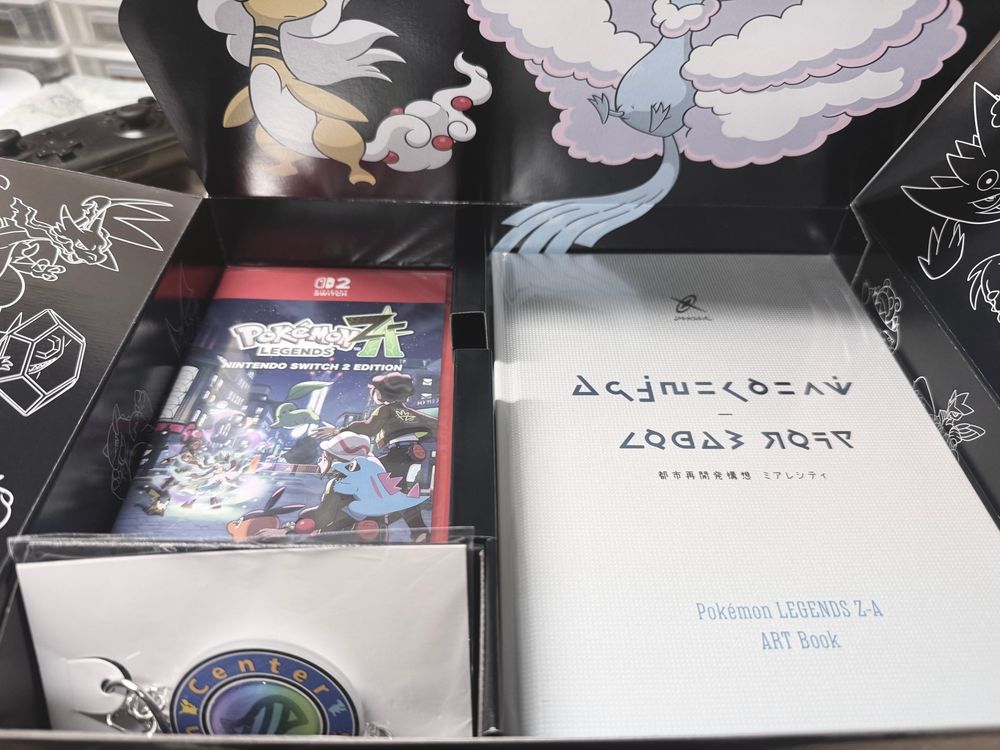 2
NINTENDO
SWITCH
POKéMON
LEGENDS Z-A
NINTENDO SWITCH 2 EDITION
都市再開発構想 ミアレシティ
Pokémon LEGENDS Z-A
ART Book
Center